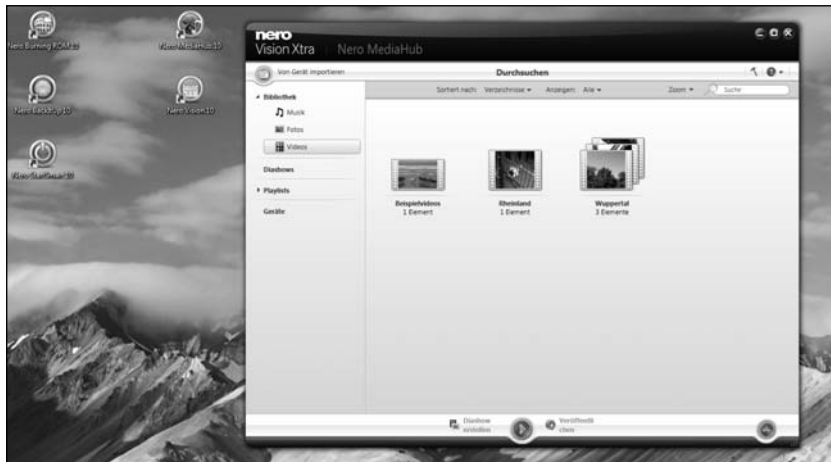 Nero Burning ROM 10
Nero MediaHub 10
Nero BackItUp 10
Nero Vision 10
Nero StartSmart 10
nero
Vision Xtra Nero MediaHub
Von Gerät importieren
Durchsuchen
Sortiert nach: Verzeichnisse Anzeigen: Alle Zoom Suche
Bibliothek
Musik
Fotos
Videos
Diashows
Playlists
Geräte
Beispielvideos
1 Element
Rheinland
1 Element
Wuppertal
3 Elemente
Diashow
erstellen
Veröffentli
chen